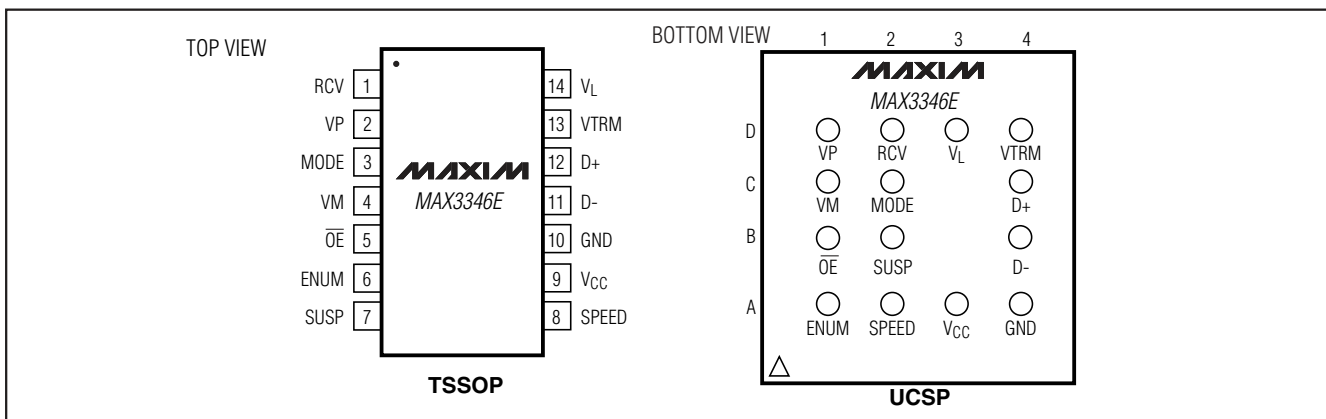 TOP VIEW
RCV 1
VP 2
MODE 3
VM 4
OE 5
ENUM 6
SUSP 7
14 VL
13 VTRM
12 D+
11 D-
10 GND
9 VCC
8 SPEED
MAXIM
MAX3346E
TSSOP
BOTTOM VIEW
1 2 3 4
MAXIM
MAX3346E
D
VP RCV VL VTRM
C
VM MODE D+
B
OE SUSP D-
A
ENUM SPEED VCC GND
UCSP